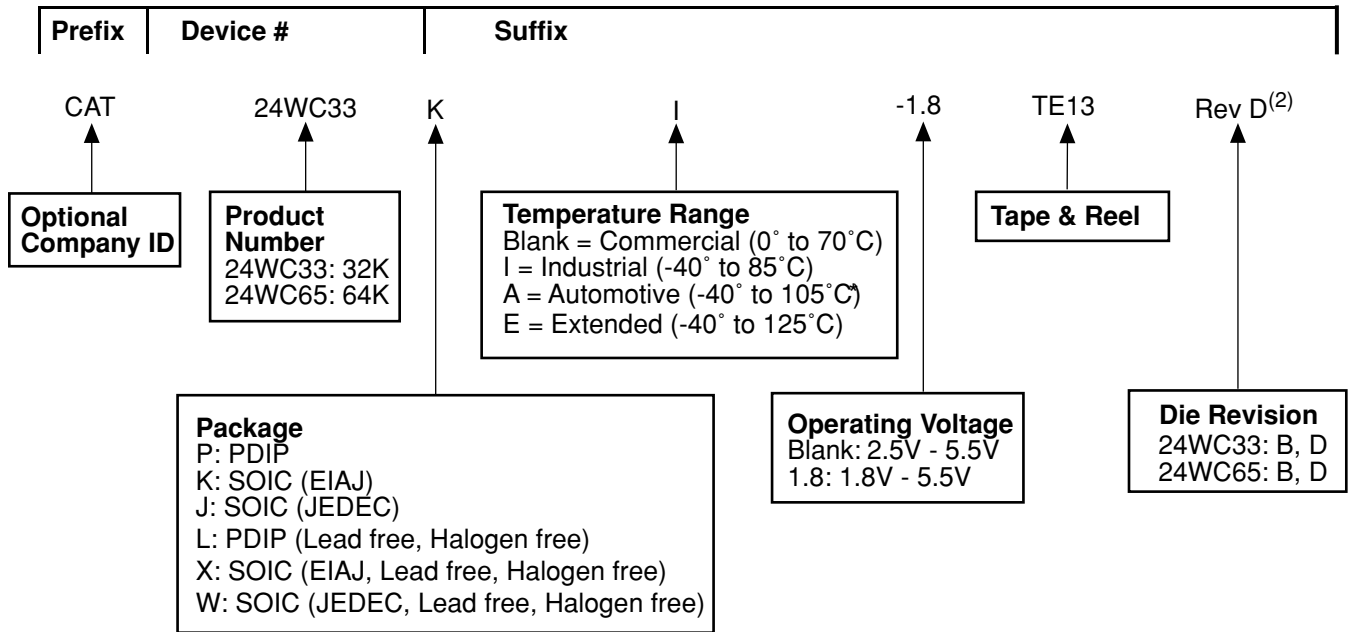 Prefix Device # Suffix
CAT 24WC33 K I -1.8 TE13 Rev D(2)
Optional
Company ID
Product
Number
24WC33: 32K
24WC65: 64K
Temperature Range
Blank = Commercial (0˚ to 70˚C)
I = Industrial (-40˚ to 85˚C)
A = Automotive (-40˚ to 105˚C)*
E = Extended (-40˚ to 125˚C)
Tape & Reel
Package
P: PDIP
K: SOIC (EIAJ)
J: SOIC (JEDEC)
L: PDIP (Lead free, Halogen free)
X: SOIC (EIAJ, Lead free, Halogen free)
W: SOIC (JEDEC, Lead free, Halogen free)
Operating Voltage
Blank: 2.5V - 5.5V
1.8: 1.8V - 5.5V
Die Revision
24WC33: B, D
24WC65: B, D